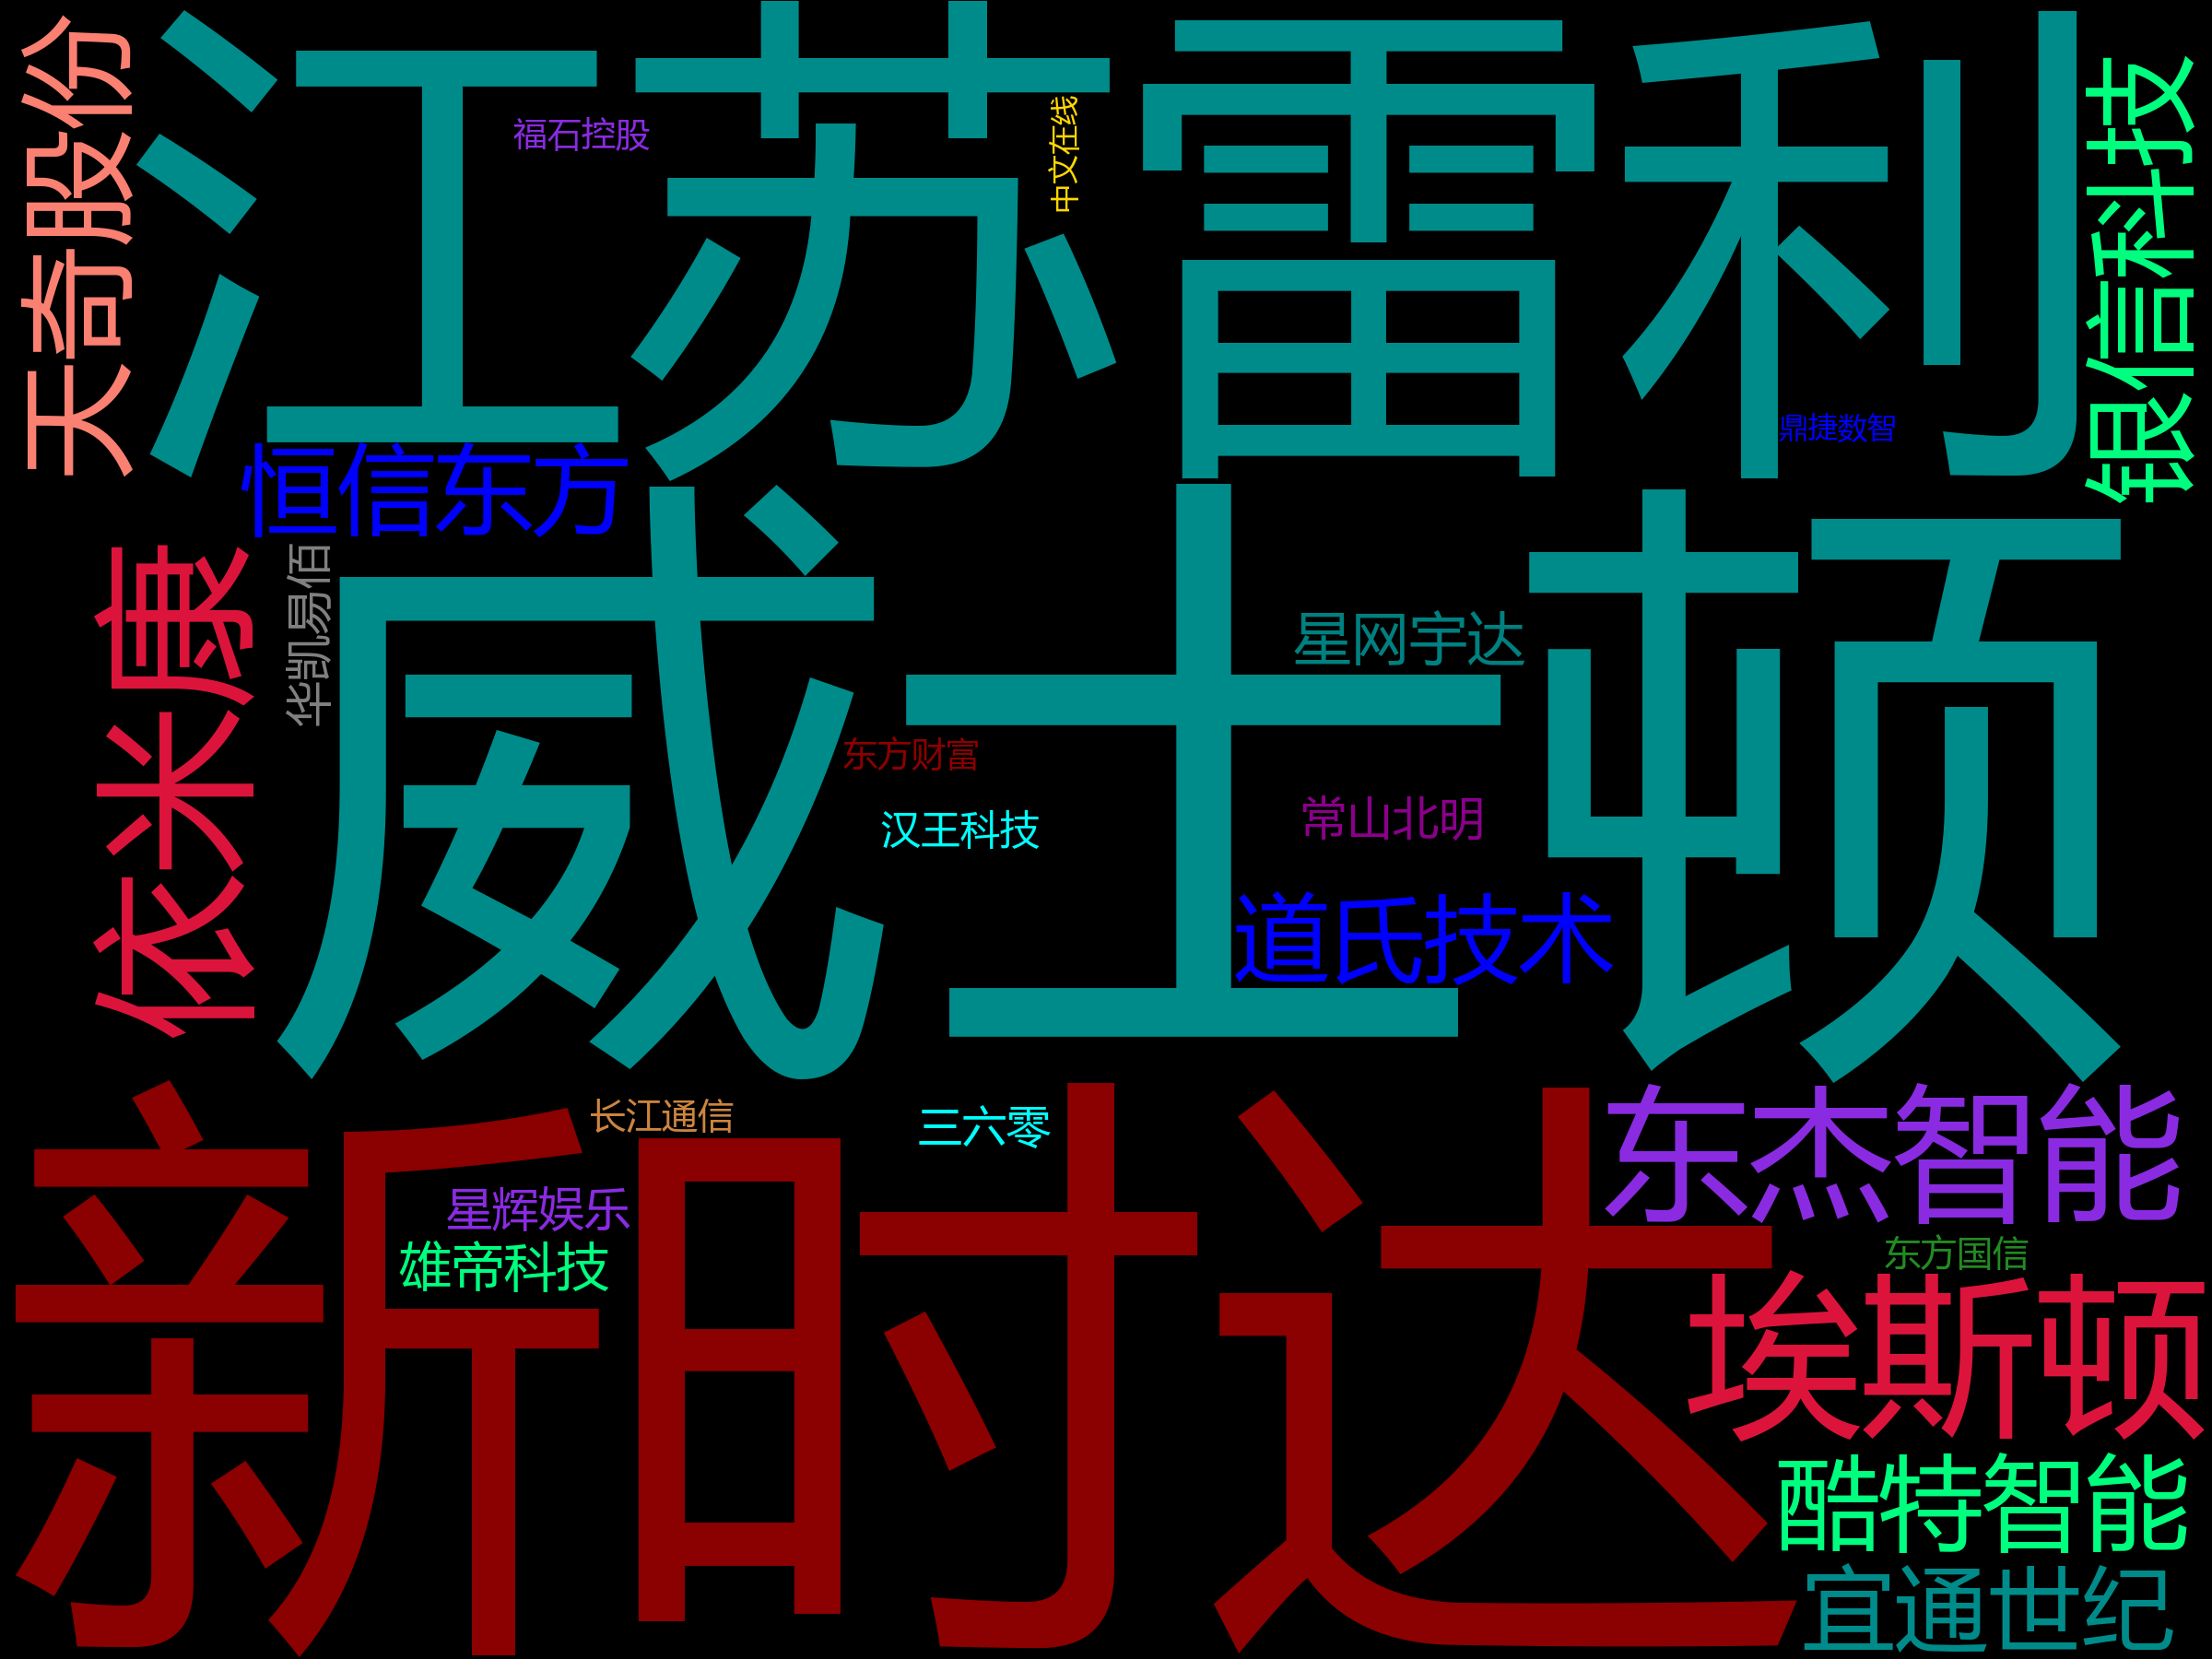 天奇股份
江苏雷利
福石控股
中文在线
银信科技
鼎捷数智
恒信东方
依米康
华凯易佰
威士顿
星网宇达
东方财富
汉王科技
常山北明
道氏技术
新时达
长江通信
三六零
东杰智能
星辉娱乐
雄帝科技
东方国信
埃斯顿
酷特智能
宜通世纪